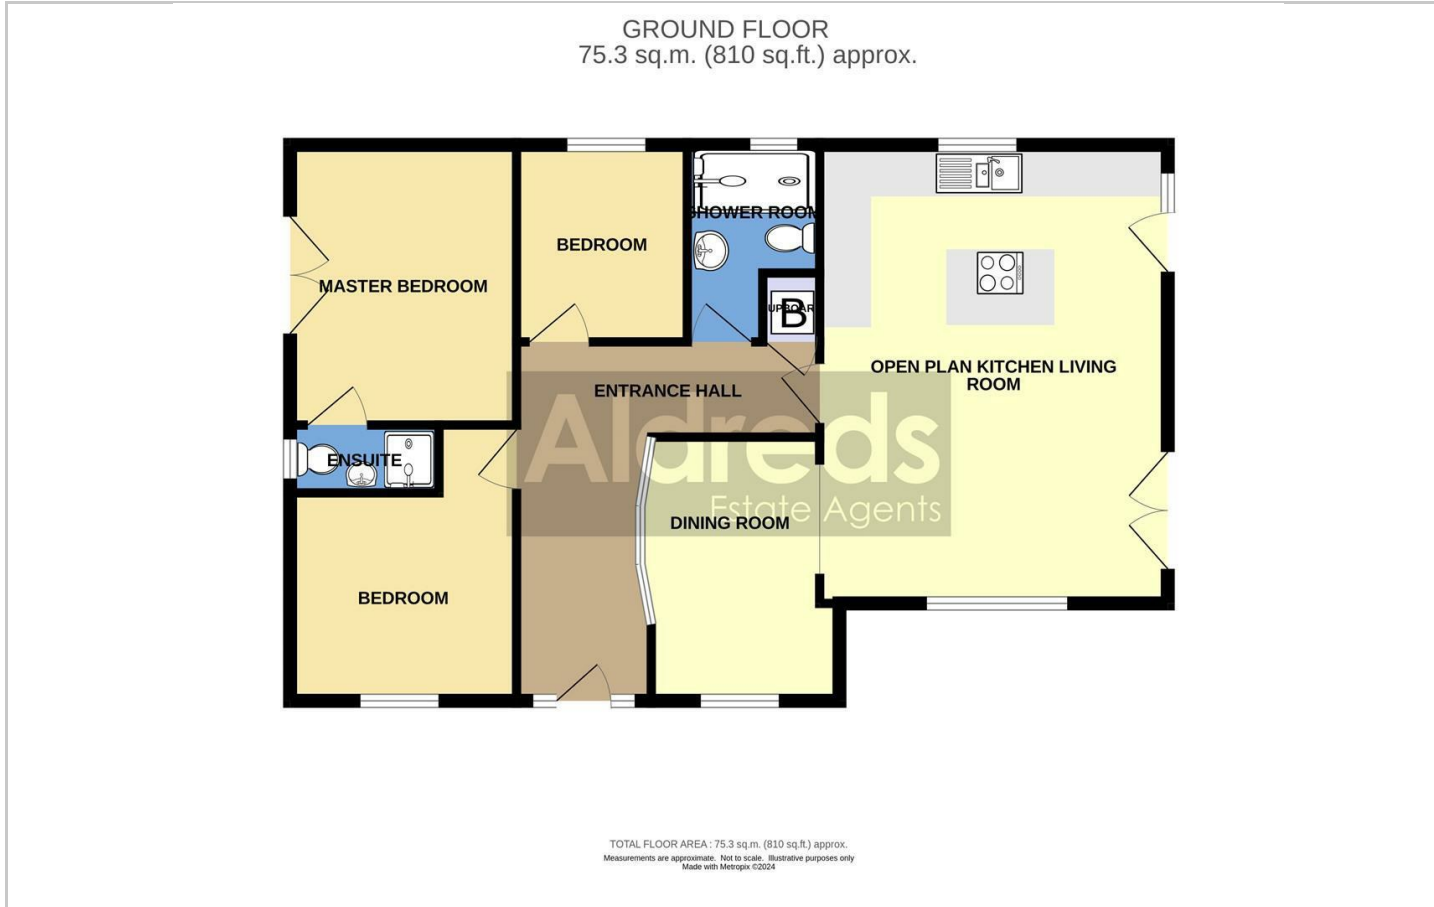 GROUND FLOOR
75.3 sq.m. (810 sq.ft.) approx.
SHOWER ROOM
BEDROOM
MASTER BEDROOM
UPBOAR
B
OPEN PLAN KITCHEN LIVING
ROOM
ENTRANCE HALL
Aldreds
Estate Agents
ENSUITE
DINING ROOM
BEDROOM
TOTAL FLOOR AREA : 75.3 sq.m. (810 sq.ft.) approx.
Measurements are approximate. Not to scale. Illustrative purposes only
Made with Metropix ©2024